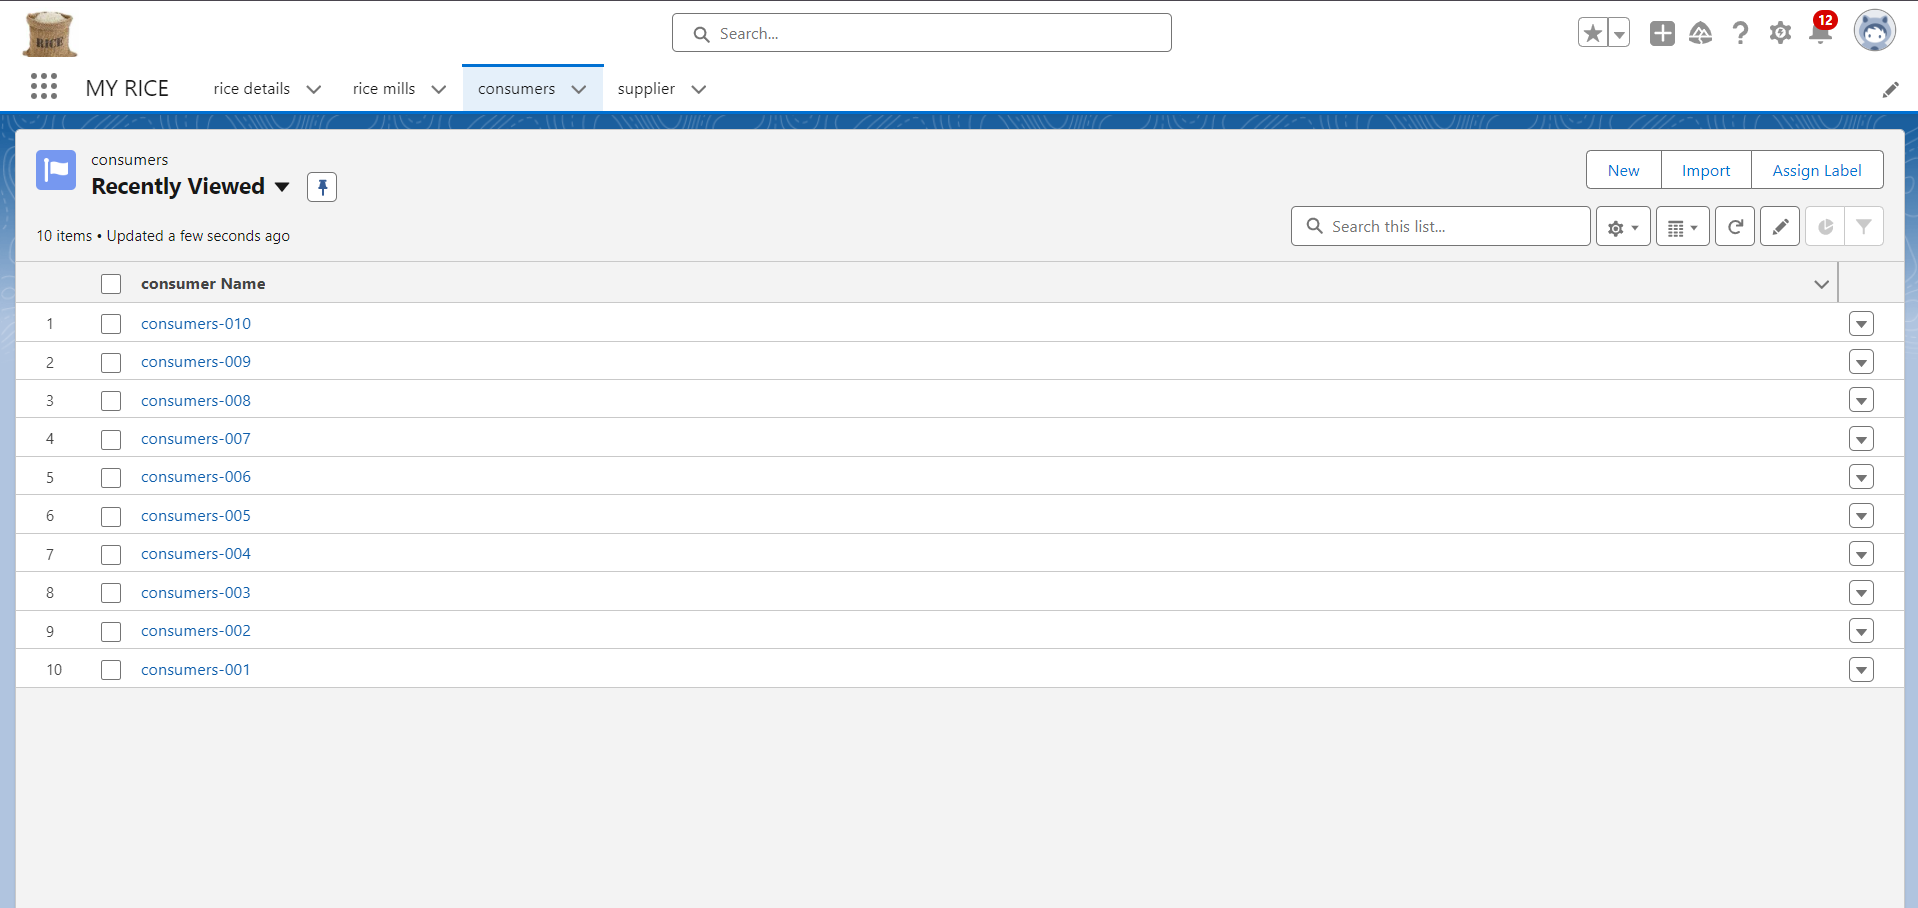 RICE
Search...
12
MY RICE
rice details
rice mills
consumers
supplier
consumers
Recently Viewed
New
Import
Assign Label
10 items • Updated a few seconds ago
Search this list...
consumer Name
1 consumers-010
2 consumers-009
3 consumers-008
4 consumers-007
5 consumers-006
6 consumers-005
7 consumers-004
8 consumers-003
9 consumers-002
10 consumers-001